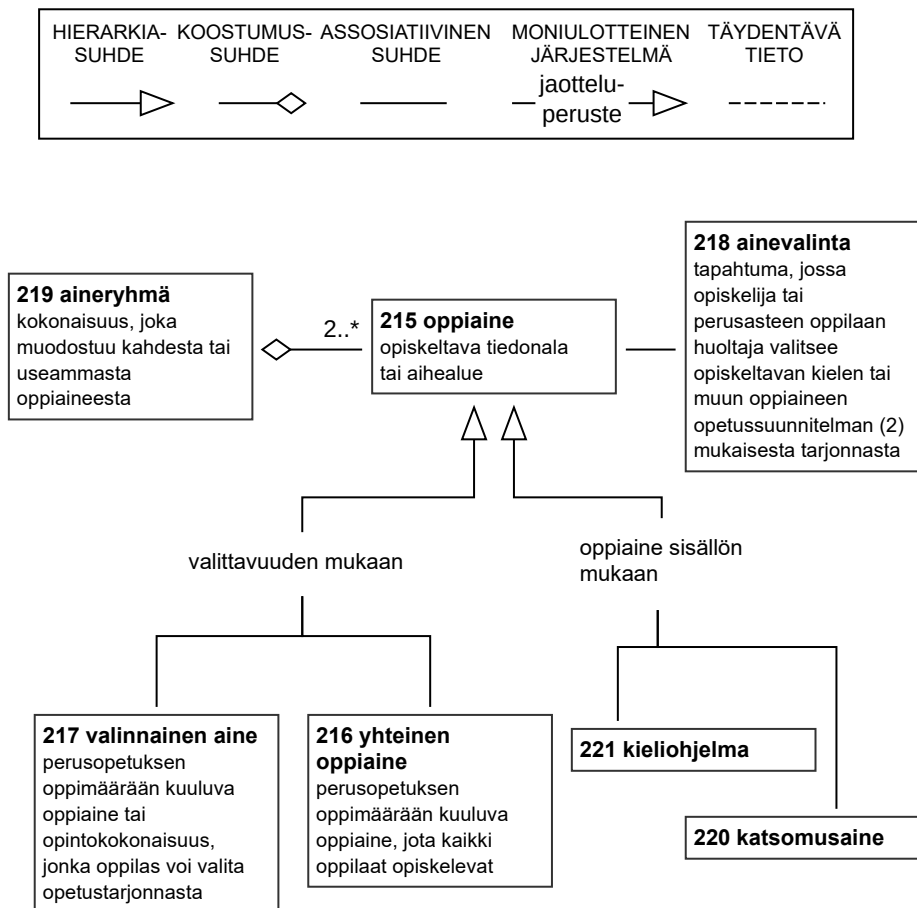 HIERARKIA-
SUHDE
KOOSTUMUS-
SUHDE
ASSOSIATIIVINEN
SUHDE
MONIULOTTEINEN
JÄRJESTELMÄ
jaottelu-
peruste
TÄYDENTÄVÄ
TIETO
219 aineryhmä
kokonaisuus, joka
muodostuu kahdesta tai
useammasta
oppiaineesta
2..*
215 oppiaine
opiskeltava tiedonala
tai aihealue
218 ainevalinta
tapahtuma, jossa
opiskelija tai
perusasteen oppilaan
huoltaja valitsee
opiskeltavan kielen tai
muun oppiaineen
opetussuunnitelman (2)
mukaisesta tarjonnasta
valittavuuden mukaan
oppiaine sisällön
mukaan
217 valinnainen aine
perusopetuksen
oppimäärään kuuluva
oppiaine tai
opintokokonaisuus,
jonka oppilas voi valita
opetustarjonnasta
216 yhteinen
oppiaine
perusopetuksen
oppimäärään kuuluva
oppiaine, jota kaikki
oppilaat opiskelevat
221 kieliohjelma
220 katsomusaine